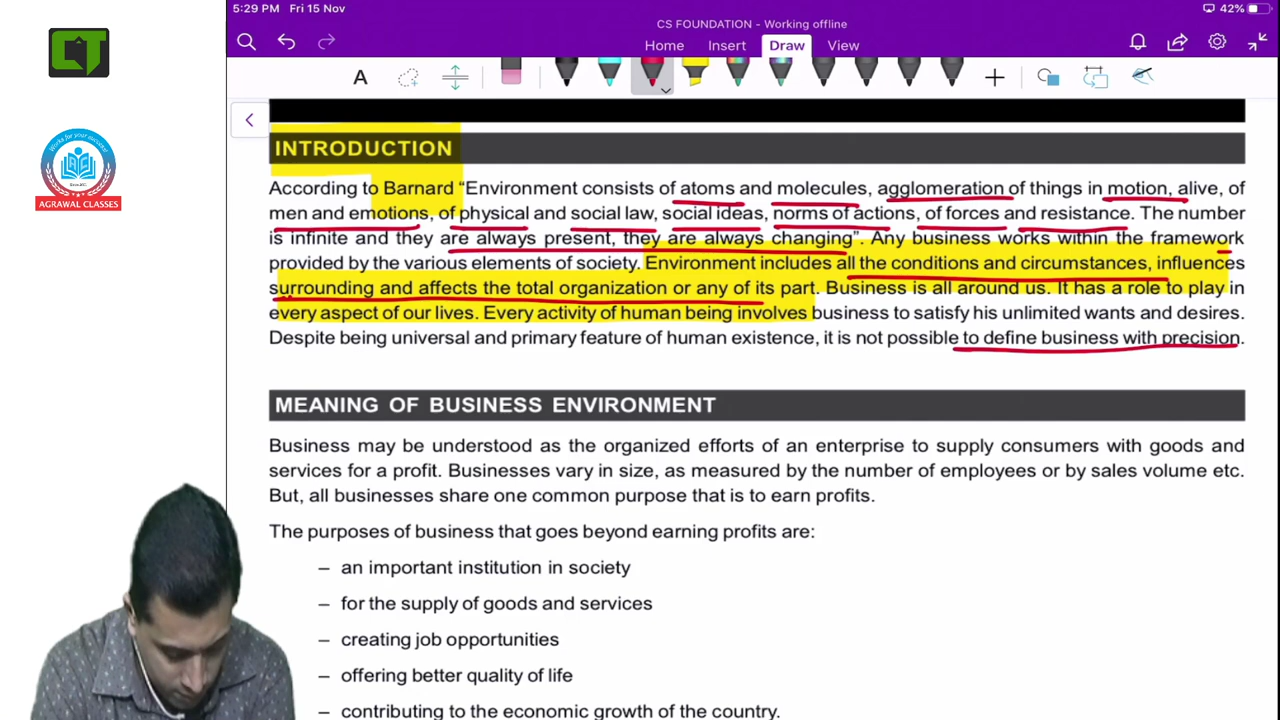 5:29 PM Fri 15 Nov
42%
CS FOUNDATION - Working offline
Home Insert Draw View
A
CT
Works for your success!
AGRAWAL CLASSES
INTRODUCTION
According to Barnard “Environment consists of atoms and molecules, agglomeration of things in motion, alive, of
men and emotions, of physical and social law, social ideas, norms of actions, of forces and resistance. The number
is infinite and they are always present, they are always changing”. Any business works within the framework
provided by the various elements of society. Environment includes all the conditions and circumstances, influences
surrounding and affects the total organization or any of its part. Business is all around us. It has a role to play in
every aspect of our lives. Every activity of human being involves business to satisfy his unlimited wants and desires.
Despite being universal and primary feature of human existence, it is not possible to define business with precision.
MEANING OF BUSINESS ENVIRONMENT
Business may be understood as the organized efforts of an enterprise to supply consumers with goods and
services for a profit. Businesses vary in size, as measured by the number of employees or by sales volume etc.
But, all businesses share one common purpose that is to earn profits.
The purposes of business that goes beyond earning profits are:
– an important institution in society
– for the supply of goods and services
– creating job opportunities
– offering better quality of life
– contributing to the economic growth of the country.